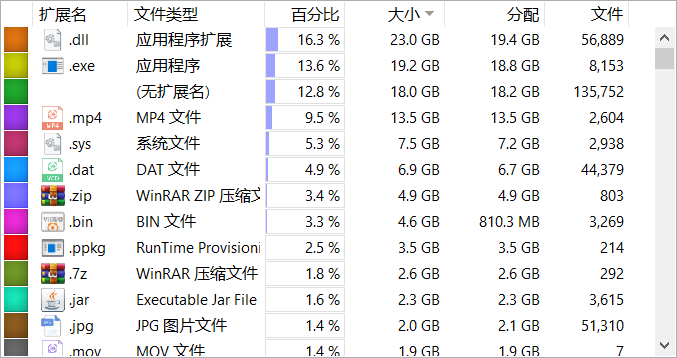 扩展名 文件类型 百分比 大小 分配 文件
.dll 应用程序扩展 16.3 % 23.0 GB 19.4 GB 56,889
.exe 应用程序 13.6 % 19.2 GB 18.8 GB 8,153
(无扩展名) 12.8 % 18.0 GB 18.2 GB 135,752
MP4 .mp4 MP4 文件 9.5 % 13.5 GB 13.5 GB 2,604
.sys 系统文件 5.3 % 7.5 GB 7.2 GB 2,938
VCD .dat DAT 文件 4.9 % 6.9 GB 6.7 GB 44,379
.zip WinRAR ZIP 压缩文 3.4 % 4.9 GB 4.9 GB 803
VIDEO .bin BIN 文件 3.3 % 4.6 GB 810.3 MB 3,269
.ppkg RunTime Provisioni 2.5 % 3.5 GB 3.5 GB 214
.7z WinRAR 压缩文件 1.8 % 2.6 GB 2.6 GB 292
.jar Executable Jar File 1.6 % 2.3 GB 2.3 GB 3,615
.jpg JPG 图片文件 1.4 % 2.0 GB 2.1 GB 51,310
.mov MOV 文件 1.4 % 1.9 GB 1.9 GB 7